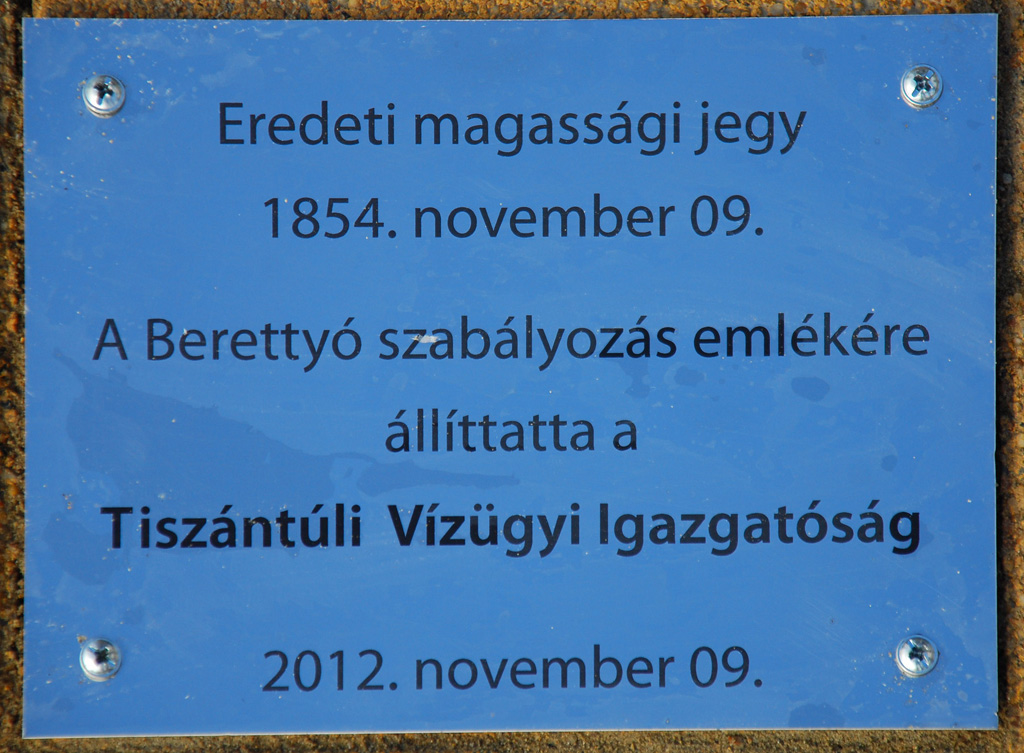 Eredeti magassági jegy
1854. november 09.
A Berettyó szabályozás emlékére
állíttatta a
Tiszántúli Vízügyi Igazgatóság
2012. november 09.